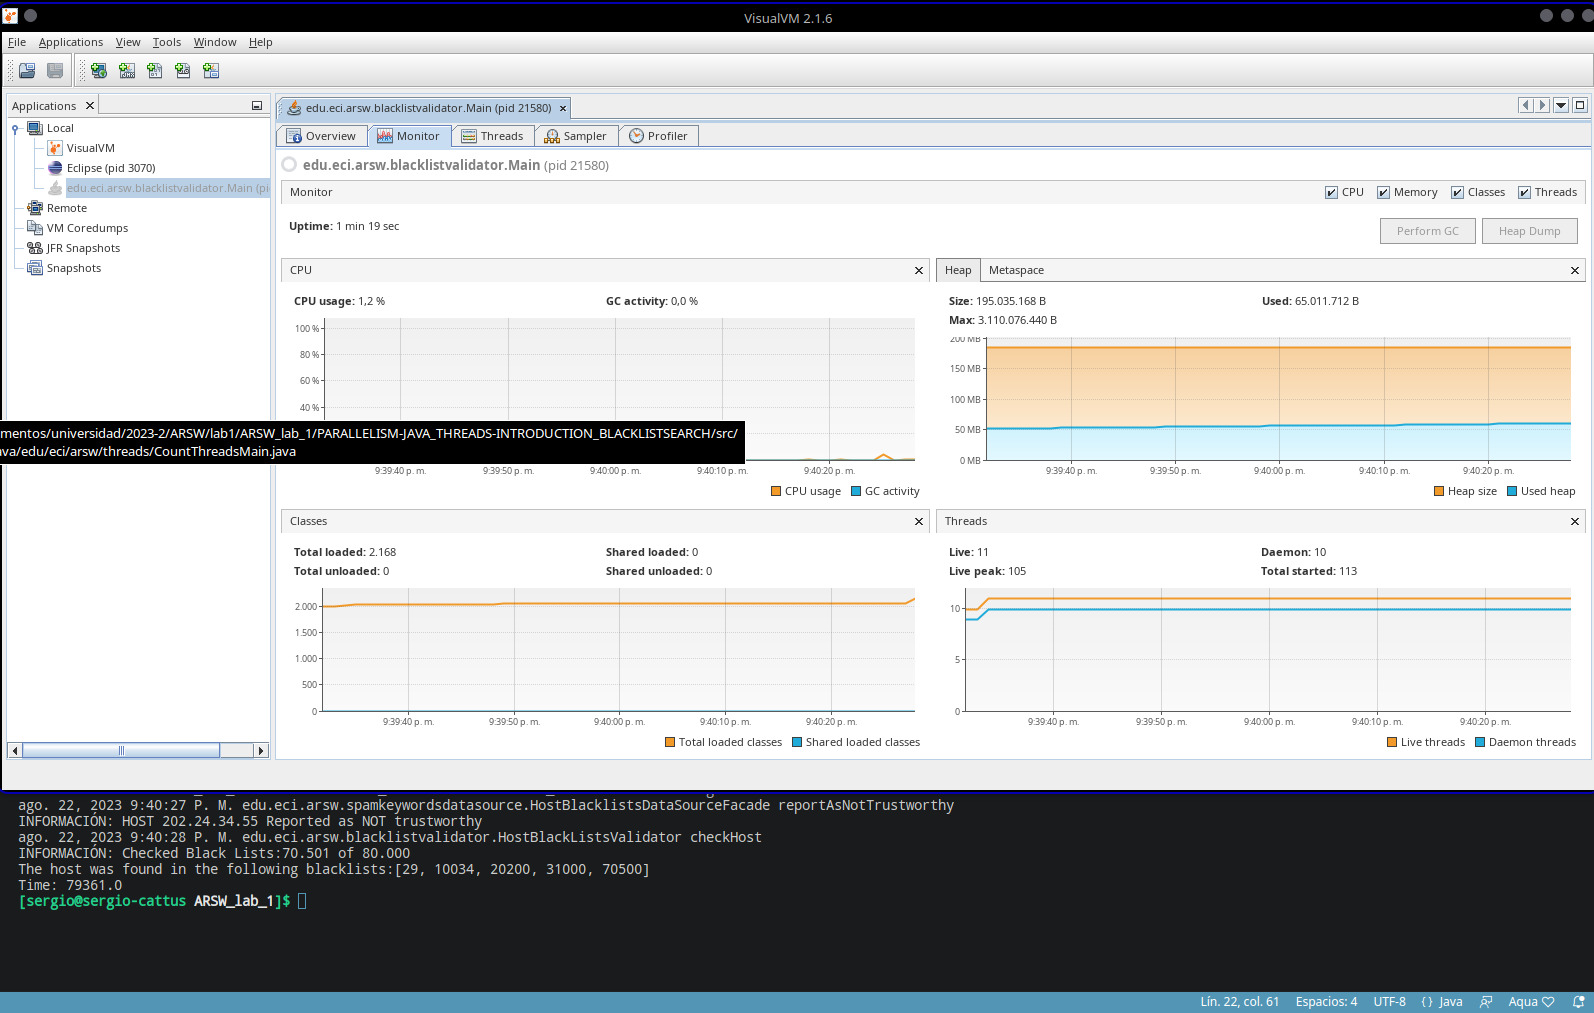 VisualVM 2.1.6
File Applications View Tools Window Help
Applications
Local
VisualVM
Eclipse (pid 3070)
edu.eci.arsw.blacklistvalidator.Main (pi
Remote
VM Coredumps
JFR Snapshots
Snapshots
edu.eci.arsw.blacklistvalidator.Main (pid 21580)
Overview Monitor Threads Sampler Profiler
edu.eci.arsw.blacklistvalidator.Main (pid 21580)
Monitor CPU Memory Classes Threads
Uptime: 1 min 19 sec
Perform GC Heap Dump
CPU
CPU usage: 1,2 % GC activity: 0,0 %
100 %
80 %
60 %
40 %
9:39:40 p. m. 9:39:50 p. m. 9:40:00 p. m. 9:40:10 p. m. 9:40:20 p. m.
CPU usage GC activity
Heap Metaspace
Size: 195.035.168 B Used: 65.011.712 B
Max: 3.110.076.440 B
200 MB
150 MB
100 MB
50 MB
0 MB
9:39:40 p. m. 9:39:50 p. m. 9:40:00 p. m. 9:40:10 p. m. 9:40:20 p. m.
Heap size Used heap
mentos/universidad/2023-2/ARSW/lab1/ARSW_lab_1/PARALLELISM-JAVA_THREADS-INTRODUCTION_BLACKLISTSEARCH/src/
ava/edu/eci/arsw/threads/CountThreadsMain.java
Classes
Total loaded: 2.168 Shared loaded: 0
Total unloaded: 0 Shared unloaded: 0
2.000
1.500
1.000
500
0
9:39:40 p. m. 9:39:50 p. m. 9:40:00 p. m. 9:40:10 p. m. 9:40:20 p. m.
Total loaded classes Shared loaded classes
Threads
Live: 11 Daemon: 10
Live peak: 105 Total started: 113
10
5
0
9:39:40 p. m. 9:39:50 p. m. 9:40:00 p. m. 9:40:10 p. m. 9:40:20 p. m.
Live threads Daemon threads
ago. 22, 2023 9:40:27 P. M. edu.eci.arsw.spamkeywordsdatasource.HostBlacklistsDataSourceFacade reportAsNotTrustworthy
INFORMACIÓN: HOST 202.24.34.55 Reported as NOT trustworthy
ago. 22, 2023 9:40:28 P. M. edu.eci.arsw.blacklistvalidator.HostBlackListsValidator checkHost
INFORMACIÓN: Checked Black Lists:70.501 of 80.000
The host was found in the following blacklists:[29, 10034, 20200, 31000, 70500]
Time: 79361.0
[sergio@sergio-cattus ARSW_lab_1]$
Lín. 22, col. 61 Espacios: 4 UTF-8 {} Java Aqua